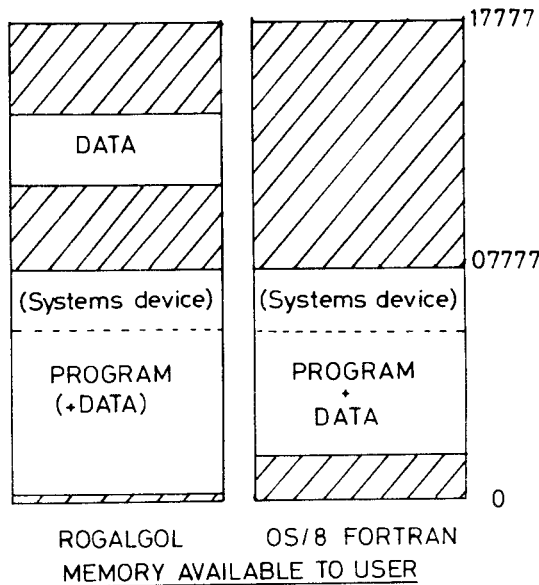 17777
DATA
07777
(Systems device)
(Systems device)
PROGRAM
(+DATA)
PROGRAM
+
DATA
0
ROGALGOL
OS/8 FORTRAN
MEMORY AVAILABLE TO USER